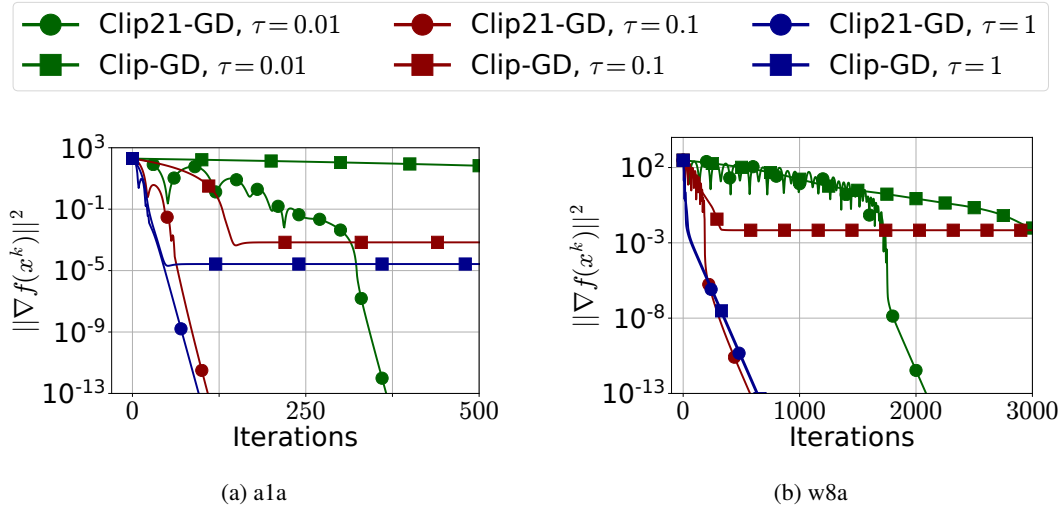 Clip21-GD, τ = 0.01 Clip21-GD, τ = 0.1 Clip21-GD, τ = 1
Clip-GD, τ = 0.01 Clip-GD, τ = 0.1 Clip-GD, τ = 1
||∇f(x^k)||^2
10^3
10^-1
10^-5
10^-9
10^-13
0 250 500
Iterations
(a) a1a
||∇f(x^k)||^2
10^2
10^-3
10^-8
10^-13
0 1000 2000 3000
Iterations
(b) w8a